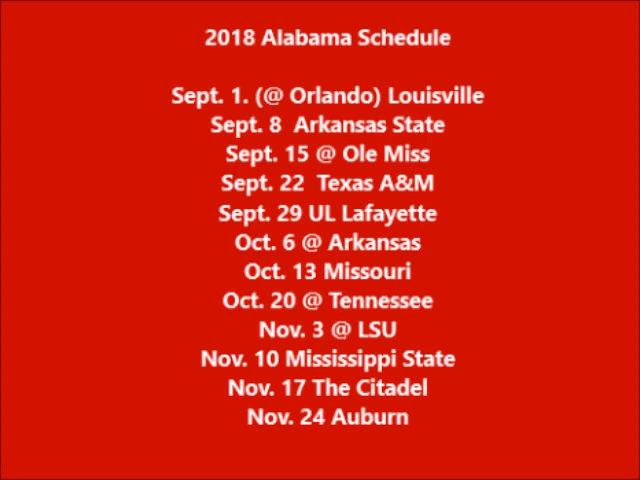 2018 Alabama Schedule
Sept. 1. (@ Orlando) Louisville
Sept. 8  Arkansas State
Sept. 15 @ Ole Miss
Sept. 22  Texas A&M
Sept. 29 UL Lafayette
Oct. 6 @ Arkansas
Oct. 13 Missouri
Oct. 20 @ Tennessee
Nov. 3 @ LSU
Nov. 10 Mississippi State
Nov. 17 The Citadel
Nov. 24 Auburn